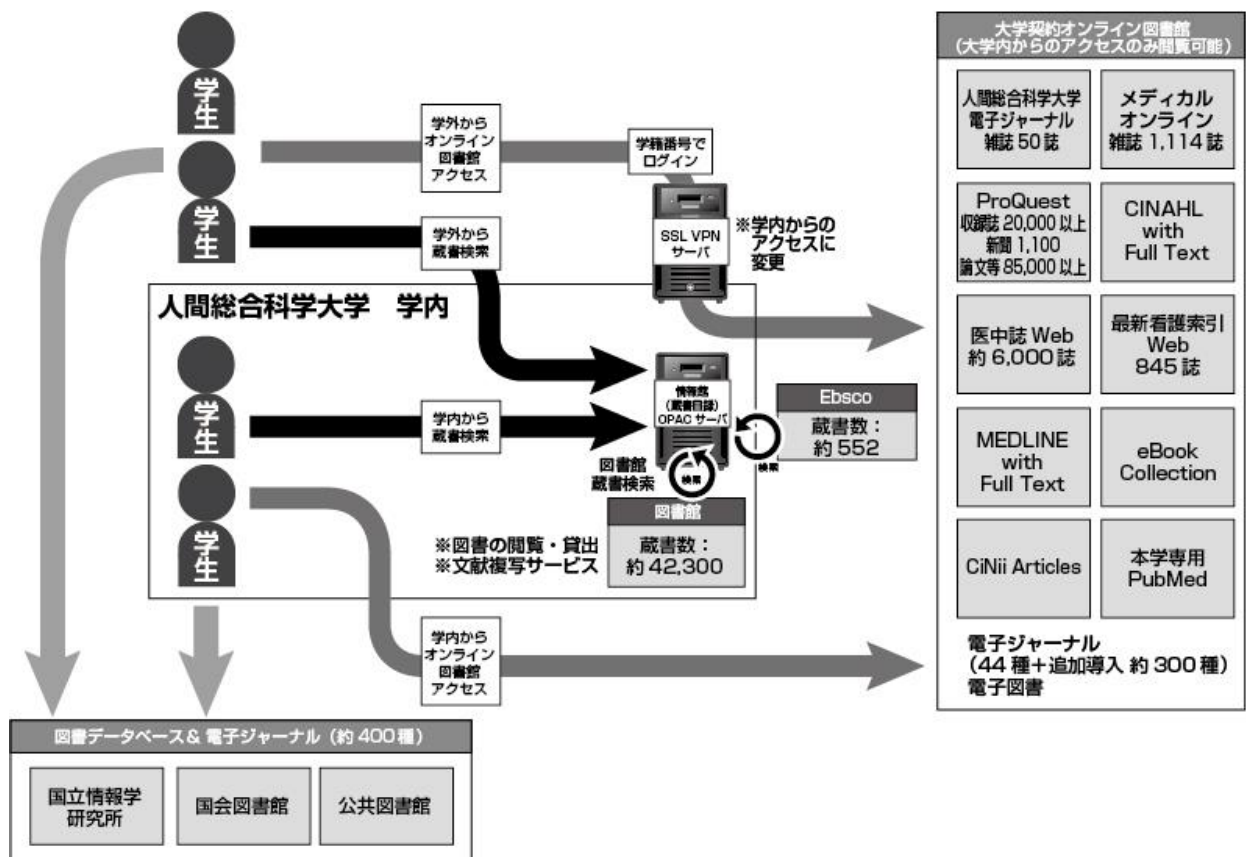 学生
学生
学外から
オンライン
図書館
アクセス
学籍番号で
ログイン
SSL VPN
サーバ
※学内からの
アクセスに
変更
学外から
蔵書検索
人間総合科学大学 学内
学生
学内から
蔵書検索
情報館
(蔵書目録)
OPAC サーバ
検索
Ebsco
蔵書数:
約 552
図書館
蔵書検索
検索
図書館
蔵書数:
約 42,300
学生
※図書の閲覧・貸出
※文献複写サービス
学内から
オンライン
図書館
アクセス
大学契約オンライン図書館
(大学内からのアクセスのみ閲覧可能)
人間総合科学大学
電子ジャーナル
雑誌 50 誌
メディカル
オンライン
雑誌 1,114 誌
ProQuest
収録誌 20,000 以上
新聞 1,100
論文等 85,000 以上
CINAHL
with
Full Text
医中誌 Web
約 6,000 誌
最新看護索引
Web
845 誌
MEDLINE
with
Full Text
eBook
Collection
CiNii Articles
本学専用
PubMed
電子ジャーナル
(44 種+追加導入 約 300 種)
電子図書
図書データベース & 電子ジャーナル (約 400 種)
国立情報学
研究所
国会図書館
公共図書館